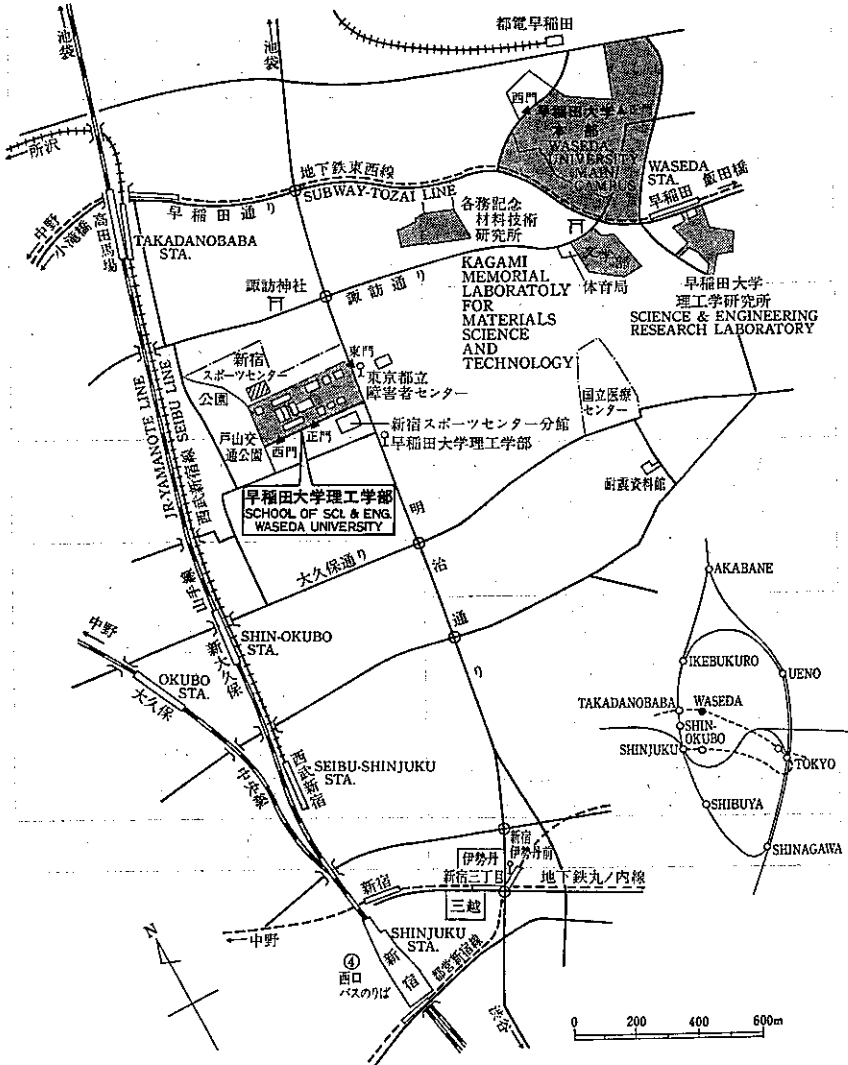 池袋
池袋
都電早稲田
所沢
西門
早稲田大学
正門
本部
WASEDA
UNIVERSITY
MAIN
CAMPUS
地下鉄東西線
SUBWAY-TOZAI LINE
早稲田通り
WASEDA
STA.
早稲田
飯田橋
中野
小滝橋
高田馬場
TAKADANOBABA
STA.
各務記念
材料技術
研究所
KAGAMI
MEMORIAL
LABORATOLY
FOR
MATERIALS
SCIENCE
AND
TECHNOLOGY
文学部
体育局
早稲田大学
理工学研究所
SCIENCE & ENGINEERING
RESEARCH LABORATORY
諏訪神社
諏訪通り
新宿
スポーツセンター
公園
東門
東京都立
障害者センター
国立医療
センター
戸山交
通公園
西門
正門
新宿スポーツセンター分館
早稲田大学理工学部
早稲田大学理工学部
SCHOOL OF SCI. & ENG.
WASEDA UNIVERSITY
耐震資料館
JR-YAMANOTE LINE
山手線
西武新宿線 SEIBU LINE
明治通り
大久保通り
中野
SHIN-OKUBO
STA.
新大久保
OKUBO
STA.
大久保
中央線
SEIBU-SHINJUKU
STA.
西武新宿
伊勢丹
新宿
伊勢丹前
新宿三丁目
地下鉄丸ノ内線
三越
新宿
中野
SHINJUKU
STA.
新宿
④
西口
バスのりば
都営新宿線
渋谷
N
AKABANE
IKEBUKURO
UENO
TAKADANOBABA
WASEDA
SHIN-
OKUBO
SHINJUKU
TOKYO
SHIBUYA
SHINAGAWA
0 200 400 600m